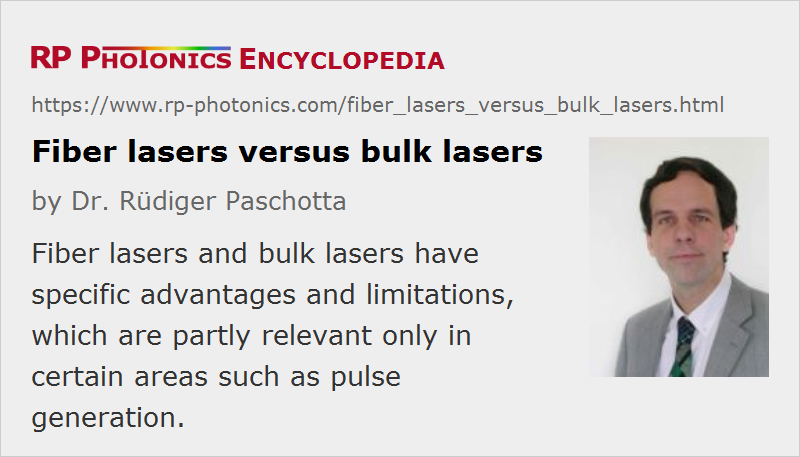 RP PHOTONICS ENCYCLOPEDIA
https://www.rp-photonics.com/fiber_lasers_versus_bulk_lasers.html
Fiber lasers versus bulk lasers
by Dr. Rüdiger Paschotta
Fiber lasers and bulk lasers have
specific advantages and limitations,
which are partly relevant only in
certain areas such as pulse
generation.